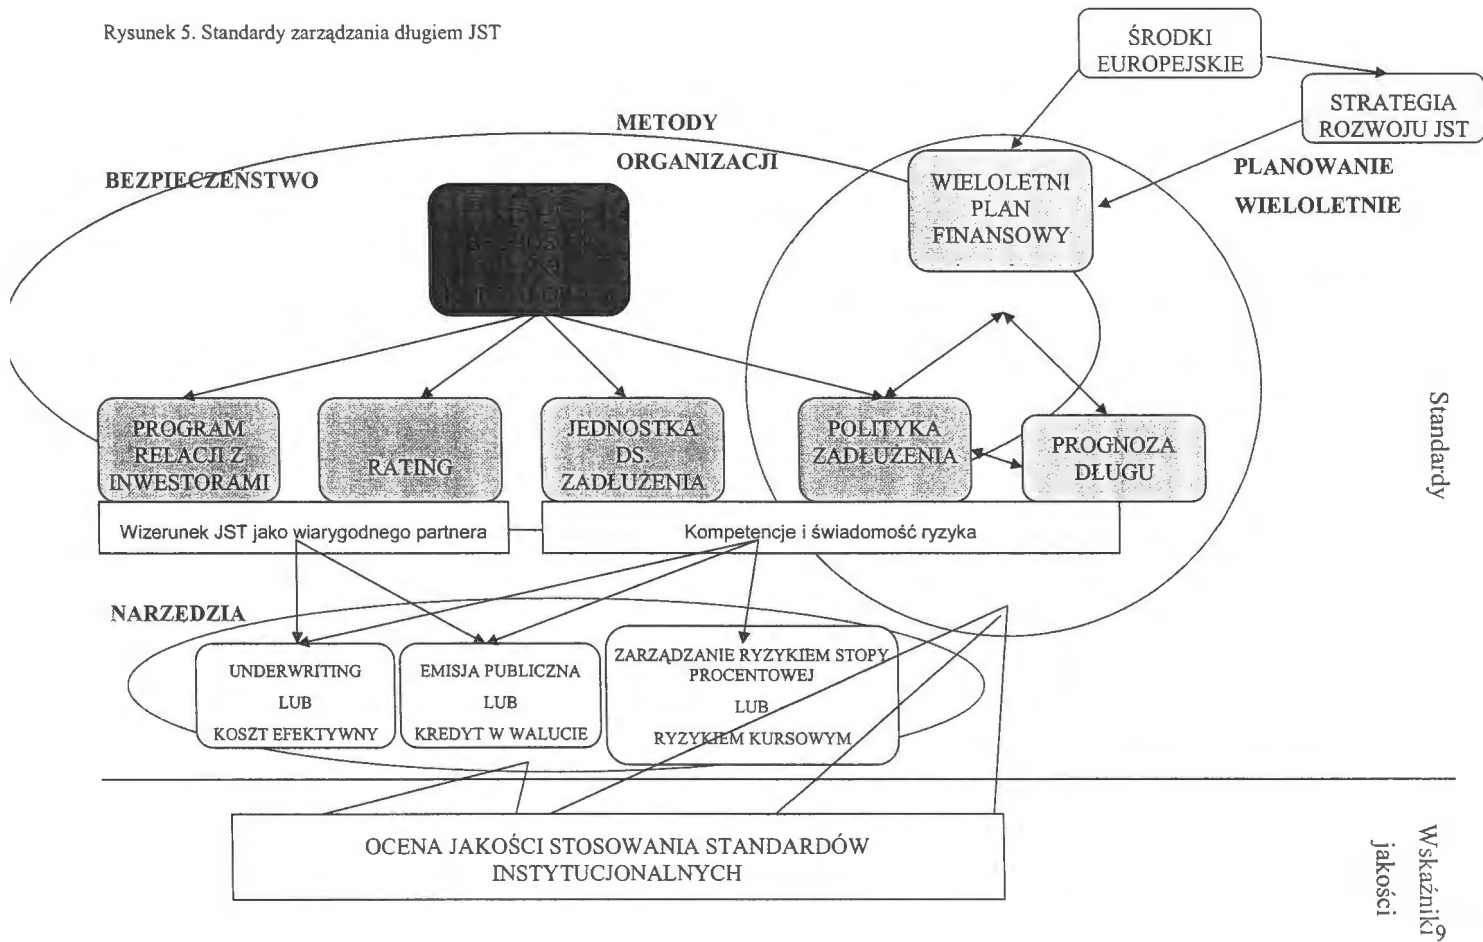 Rysunek 5. Standardy zarządzania długiem JST
ŚRODKI
EUROPEJSKIE
STRATEGIA
ROZWOJU JST
METODY
ORGANIZACJI
BEZPIECZEŃSTWO
WIELOLETNI
PLAN
FINANSOWY
PLANOWANIE
WIELOLETNIE
PROGRAM
RELACJI Z
INWESTORAMI
RATING
JEDNOSTKA
DS.
ZADŁUŻENIA
POLITYKA
ZADŁUŻENIA
PROGNOZA
DŁUGU
Standardy
Wizerunek JST jako wiarygodnego partnera
Kompetencje i świadomość ryzyka
NARZĘDZIA
UNDERWRITING
LUB
KOSZT EFEKTYWNY
EMISJA PUBLICZNA
LUB
KREDYT W WALUCIE
ZARZĄDZANIE RYZYKIEM STOPY
PROCENTOWEJ
LUB
RYZYKIEM KURSOWYM
OCENA JAKOŚCI STOSOWANIA STANDARDÓW
INSTYTUCJONALNYCH
Wskaźniki
jakości
9